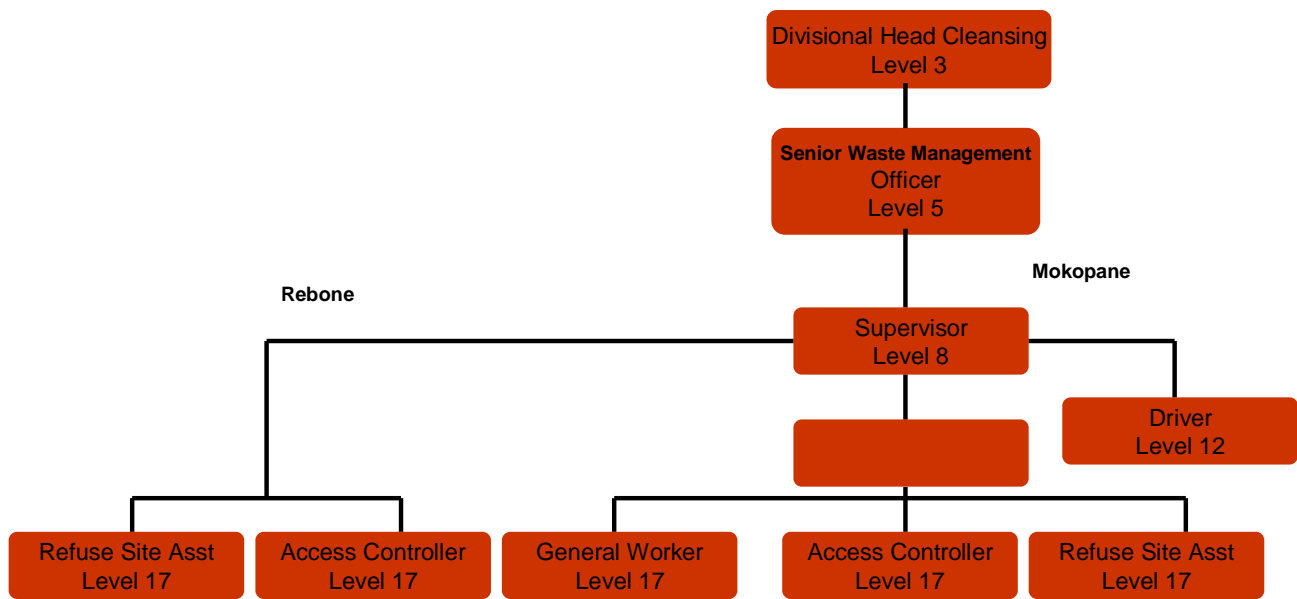 Divisional Head Cleansing
Level 3
Senior Waste Management
Officer
Level 5
Mokopane
Rebone
Supervisor
Level 8
Driver
Level 12
Refuse Site Asst
Level 17
Access Controller
Level 17
General Worker
Level 17
Access Controller
Level 17
Refuse Site Asst
Level 17